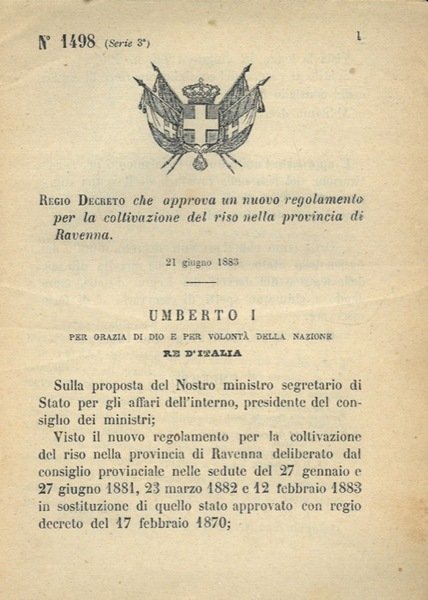 N° 1498 (Serie 3ª)
1
REGIO DECRETO che approva un nuovo regolamento
per la coltivazione del riso nella provincia di
Ravenna.
21 giugno 1883
UMBERTO I
PER GRAZIA DI DIO E PER VOLONTÀ DELLA NAZIONE
RE D'ITALIA
Sulla proposta del Nostro ministro segretario di
Stato per gli affari dell'interno, presidente del con-
siglio dei ministri;
Visto il nuovo regolamento per la coltivazione
del riso nella provincia di Ravenna deliberato dal
consiglio provinciale nelle sedute del 27 gennaio e
27 giugno 1881, 23 marzo 1882 e 12 febbraio 1883
in sostituzione di quello stato approvato con regio
decreto del 17 febbraio 1870;